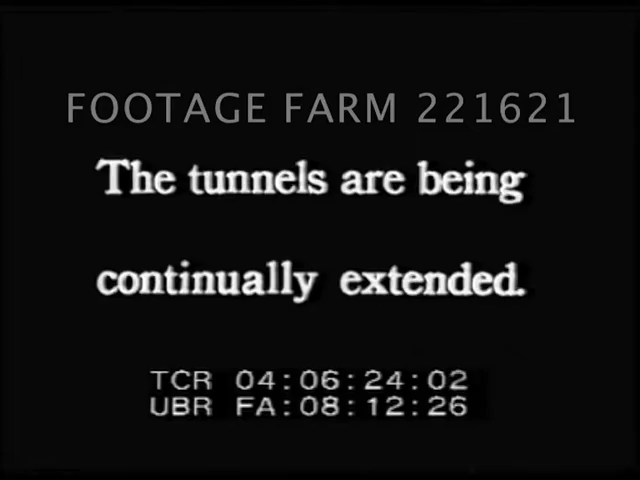 FOOTAGE FARM 221621
The tunnels are being
continually extended.
TCR 04:06:24:02
UBR FA:08:12:26